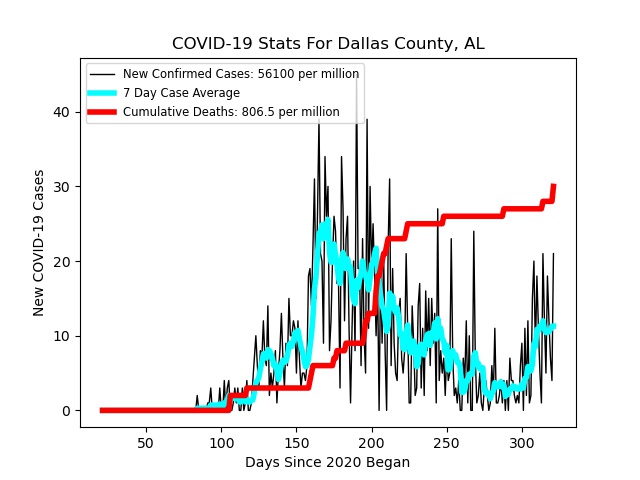 COVID-19 Stats For Dallas County, AL
New Confirmed Cases: 56100 per million
7 Day Case Average
Cumulative Deaths: 806.5 per million
New COVID-19 Cases
40
30
20
10
0
50 100 150 200 250 300
Days Since 2020 Began